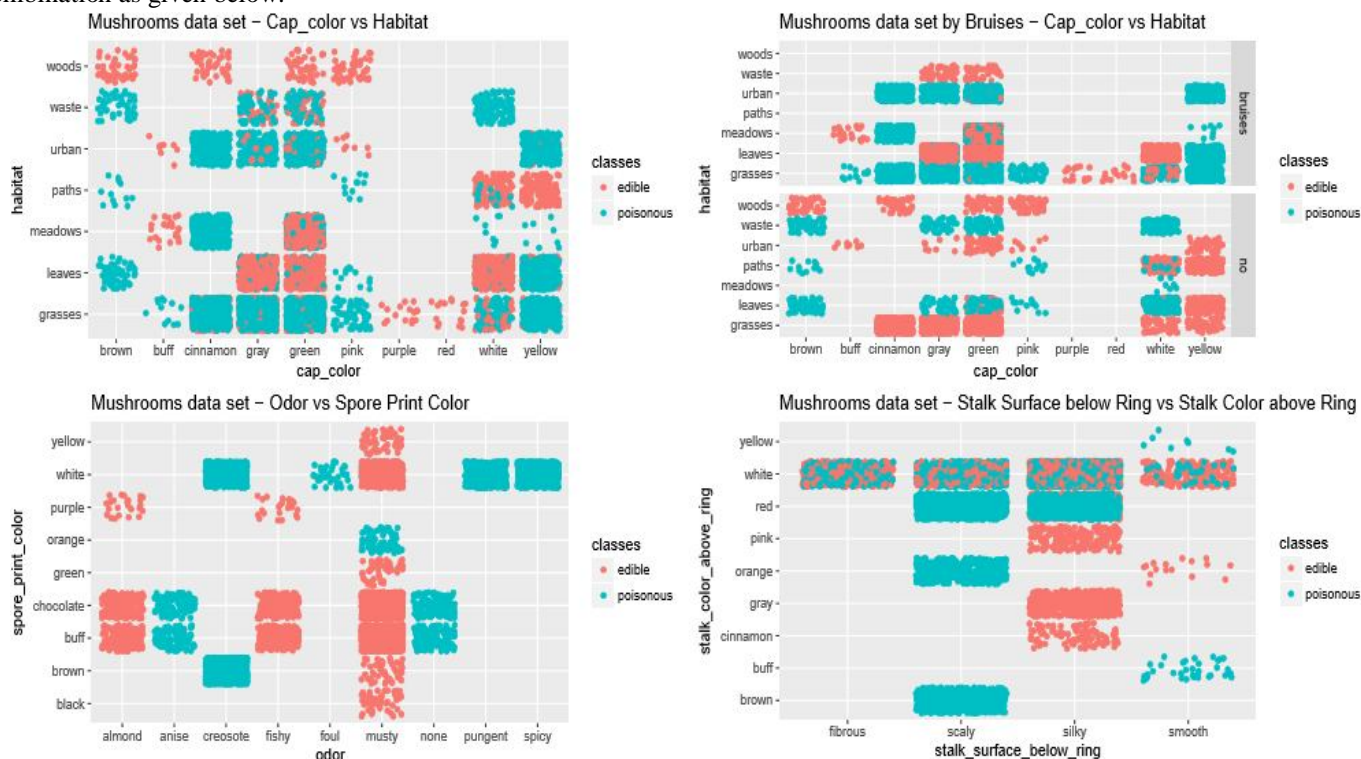 mbination as given below.
Mushrooms data set – Cap_color vs Habitat
woods
waste
urban
paths
meadows
leaves
grasses
habitat
brown buff cinnamon gray green pink purple red white yellow
cap_color
classes
edible
poisonous
Mushrooms data set by Bruises – Cap_color vs Habitat
woods
waste
urban
paths
meadows
leaves
grasses
bruises
woods
waste
urban
paths
meadows
leaves
grasses
no
habitat
brown buff cinnamon gray green pink purple red white yellow
cap_color
classes
edible
poisonous
Mushrooms data set – Odor vs Spore Print Color
yellow
white
purple
orange
green
chocolate
buff
brown
black
spore_print_color
almond anise creosote fishy foul musty none pungent spicy
odor
classes
edible
poisonous
Mushrooms data set – Stalk Surface below Ring vs Stalk Color above Ring
yellow
white
red
pink
orange
gray
cinnamon
buff
brown
stalk_color_above_ring
fibrous scaly silky smooth
stalk_surface_below_ring
classes
edible
poisonous